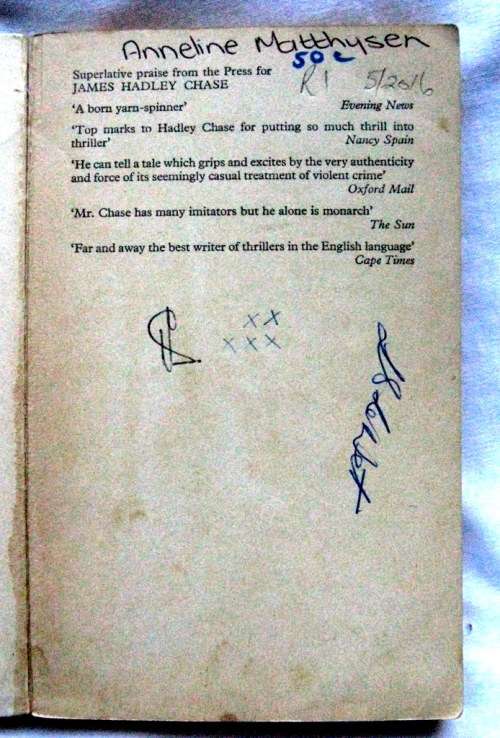 Anneline Matthysen
50c
R1 5/2016
Superlative praise from the Press for
JAMES HADLEY CHASE
‘A born yarn-spinner’ Evening News
‘Top marks to Hadley Chase for putting so much thrill into
thriller’ Nancy Spain
‘He can tell a tale which grips and excites by the very authenticity
and force of its seemingly casual treatment of violent crime’
Oxford Mail
‘Mr. Chase has many imitators but he alone is monarch’
The Sun
‘Far and away the best writer of thrillers in the English language’
Cape Times
X X
X X X